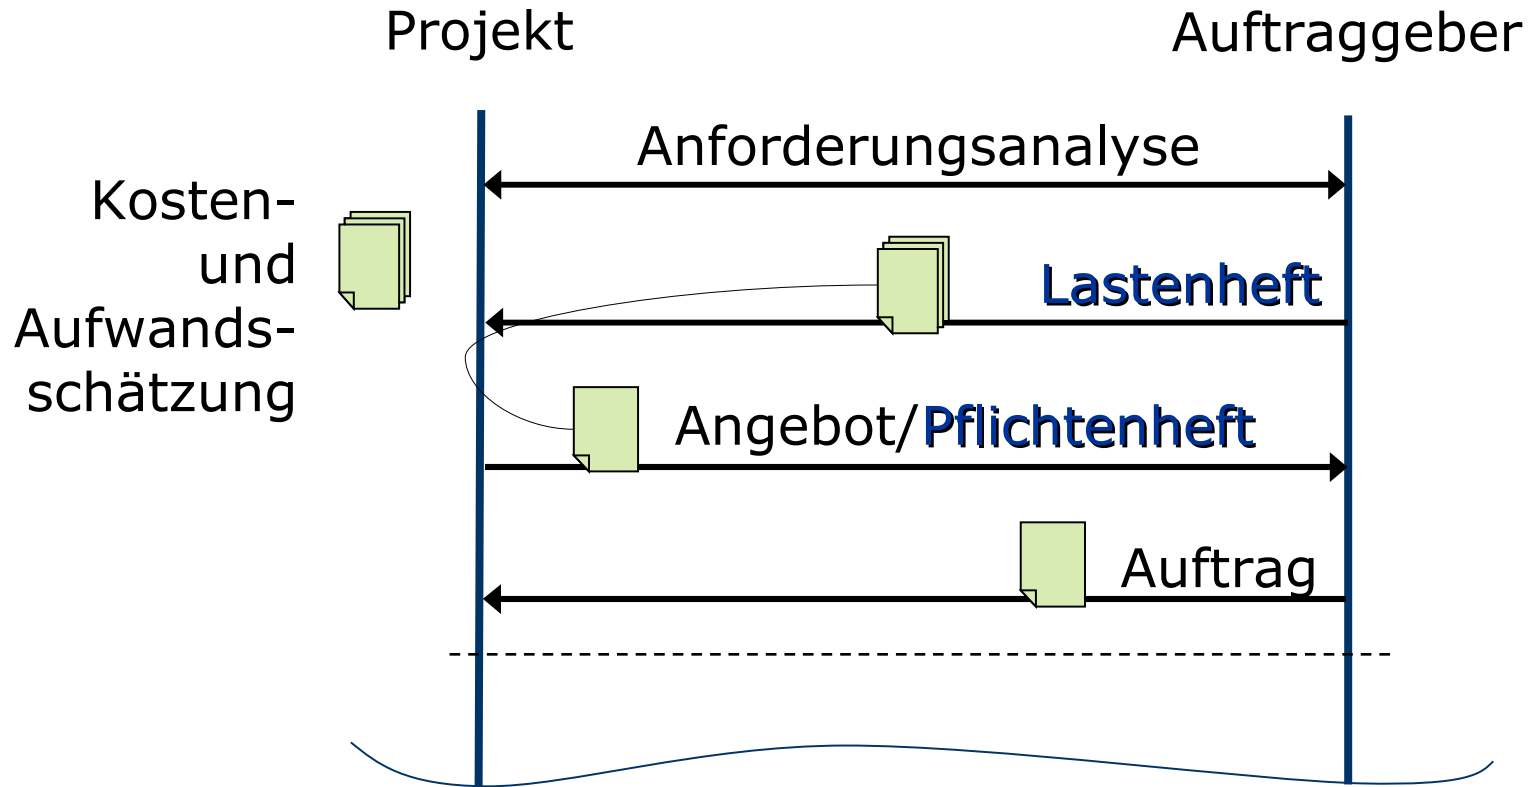 Projekt
Auftraggeber
Anforderungsanalyse
Kosten-
und
Aufwands-
schätzung
Lastenheft
Angebot/Pflichtenheft
Auftrag